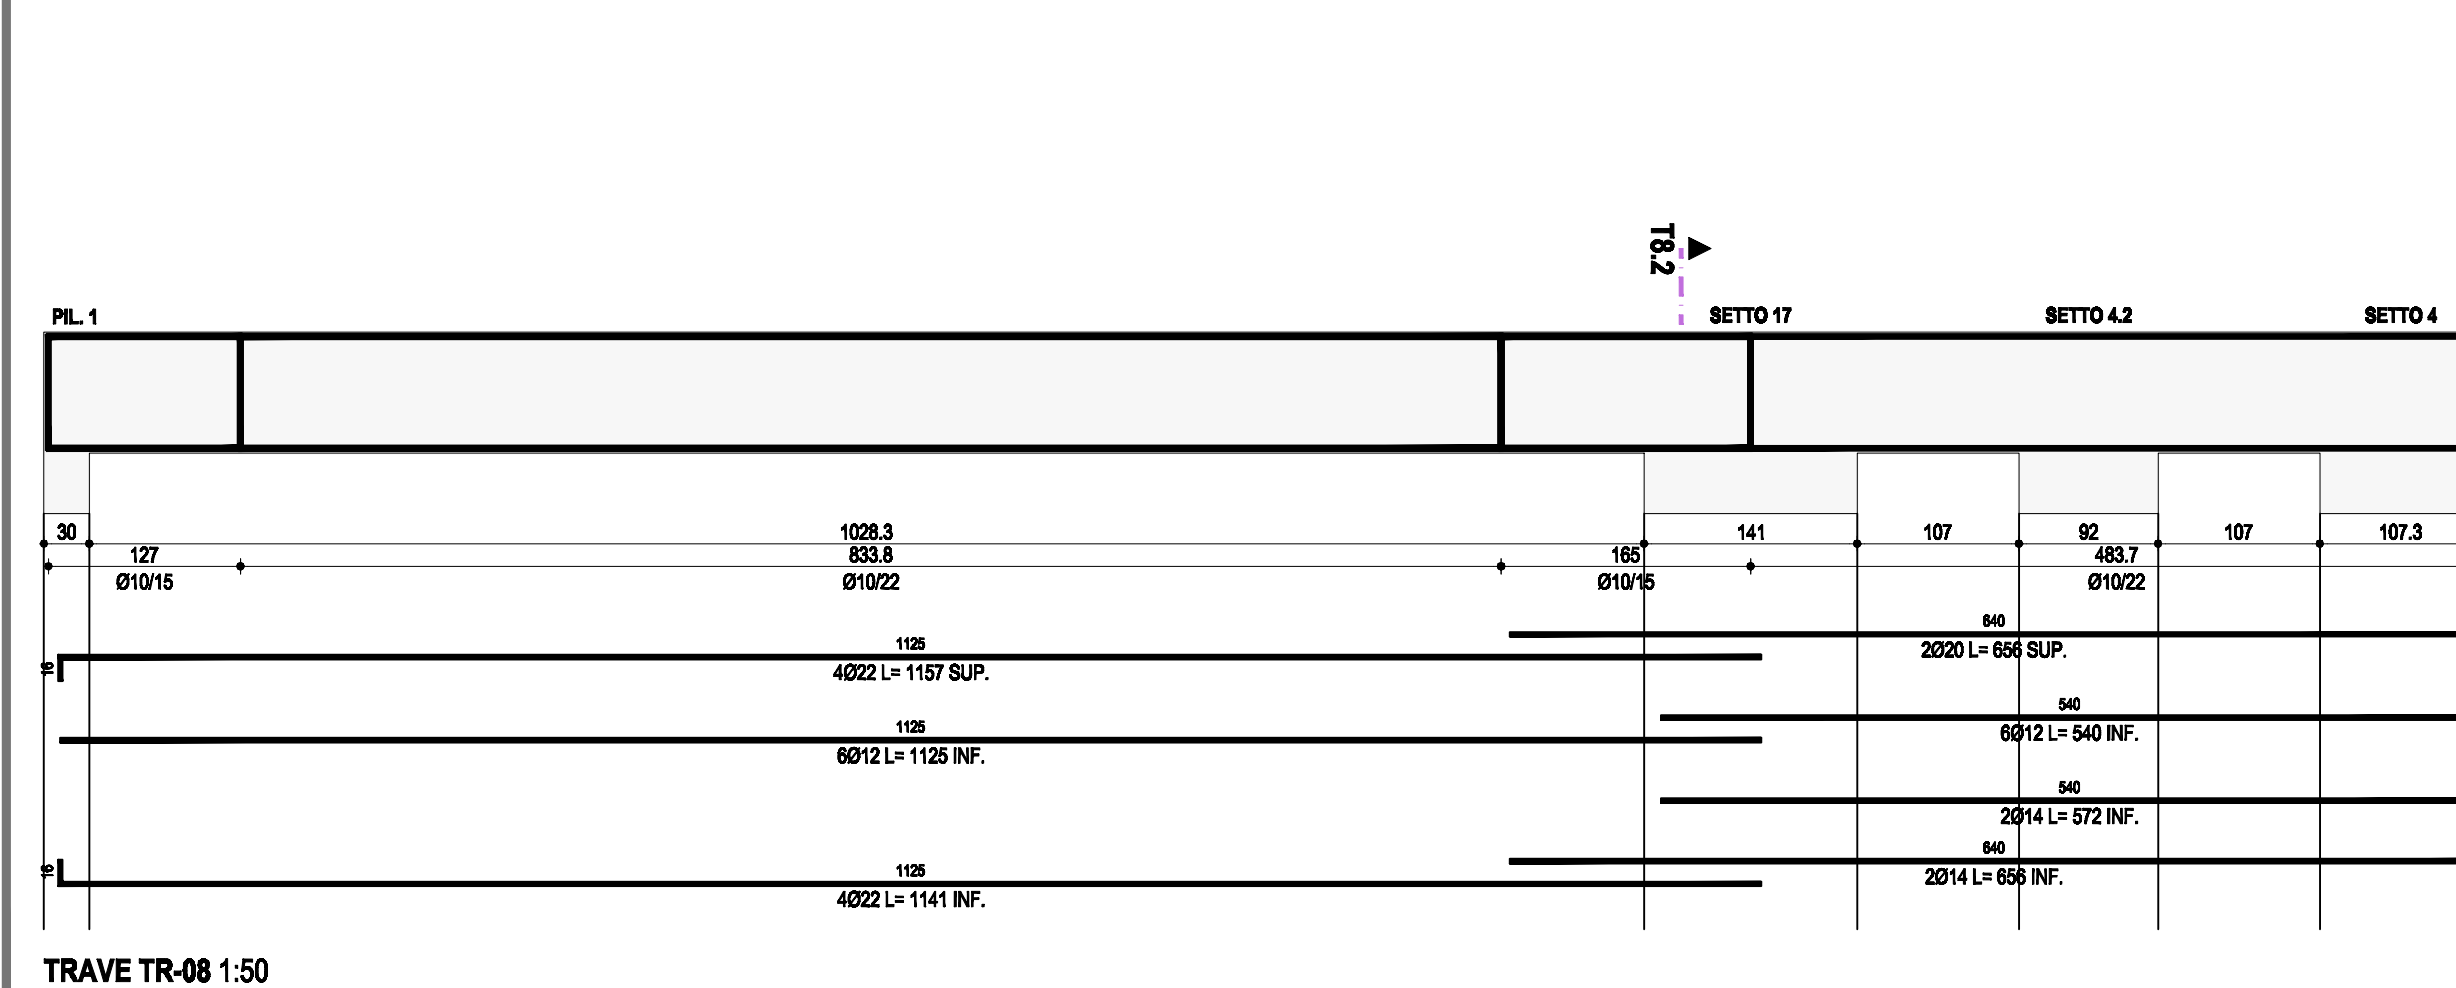 T8.2
PIL. 1
SETTO 17
SETTO 4.2
SETTO 4
30
1028.3
141
107
92
107
107.3
127
833.8
165
483.7
Ø10/15
Ø10/22
Ø10/15
Ø10/22
640
2Ø20 L= 656 SUP.
1125
16
4Ø22 L= 1157 SUP.
540
6Ø12 L= 540 INF.
1125
6Ø12 L= 1125 INF.
540
2Ø14 L= 572 INF.
640
2Ø14 L= 656 INF.
16
1125
4Ø22 L= 1141 INF.
TRAVE TR-08 1:50